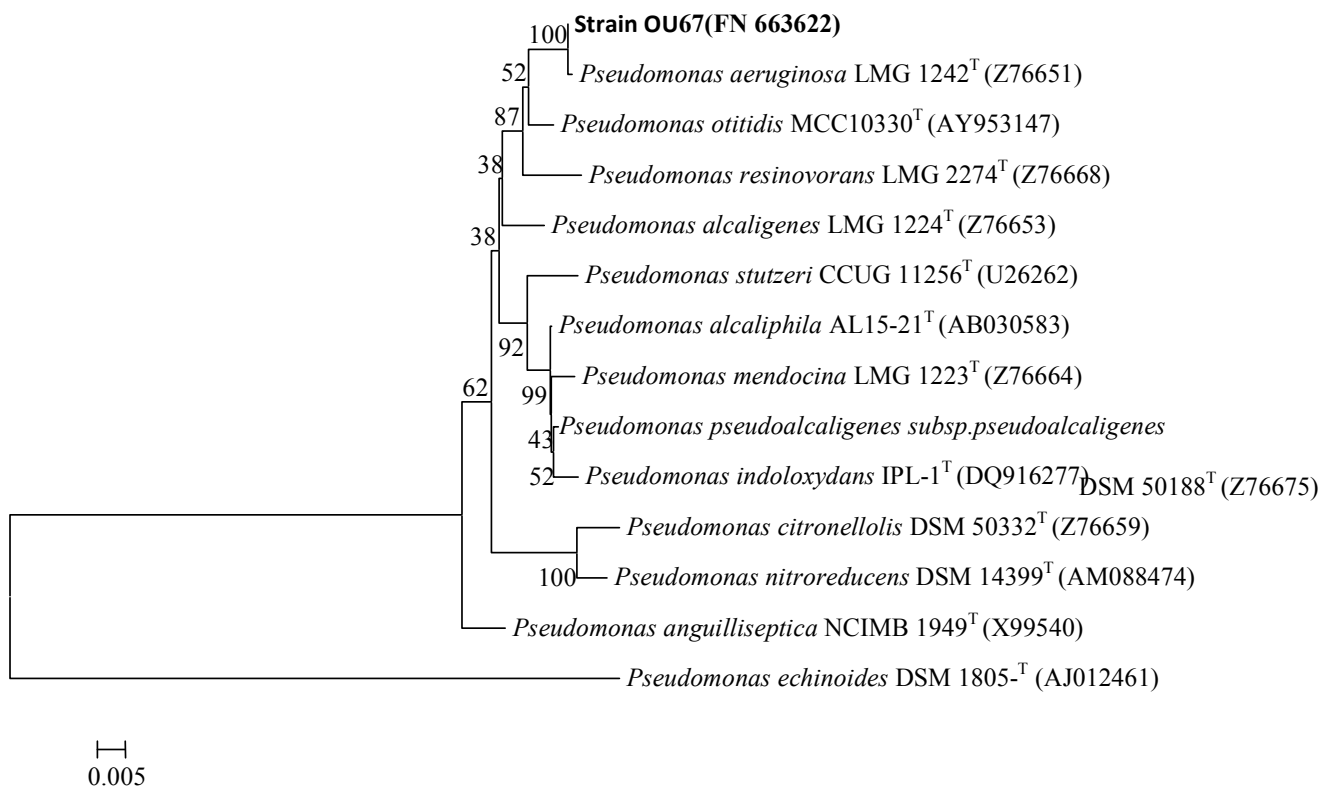 Strain OU67(FN 663622)
100
Pseudomonas aeruginosa LMG 1242ᵀ (Z76651)
52
Pseudomonas otitidis MCC10330ᵀ (AY953147)
87
Pseudomonas resinovorans LMG 2274ᵀ (Z76668)
38
Pseudomonas alcaligenes LMG 1224ᵀ (Z76653)
38
Pseudomonas stutzeri CCUG 11256ᵀ (U26262)
Pseudomonas alcaliphila AL15-21ᵀ (AB030583)
92
Pseudomonas mendocina LMG 1223ᵀ (Z76664)
62
99
Pseudomonas pseudoalcaligenes subsp.pseudoalcaligenes
43
Pseudomonas indoloxydans IPL-1ᵀ (DQ916277)
52
DSM 50188ᵀ (Z76675)
Pseudomonas citronellolis DSM 50332ᵀ (Z76659)
100
Pseudomonas nitroreducens DSM 14399ᵀ (AM088474)
Pseudomonas anguilliseptica NCIMB 1949ᵀ (X99540)
Pseudomonas echinoides DSM 1805-ᵀ (AJ012461)
0.005